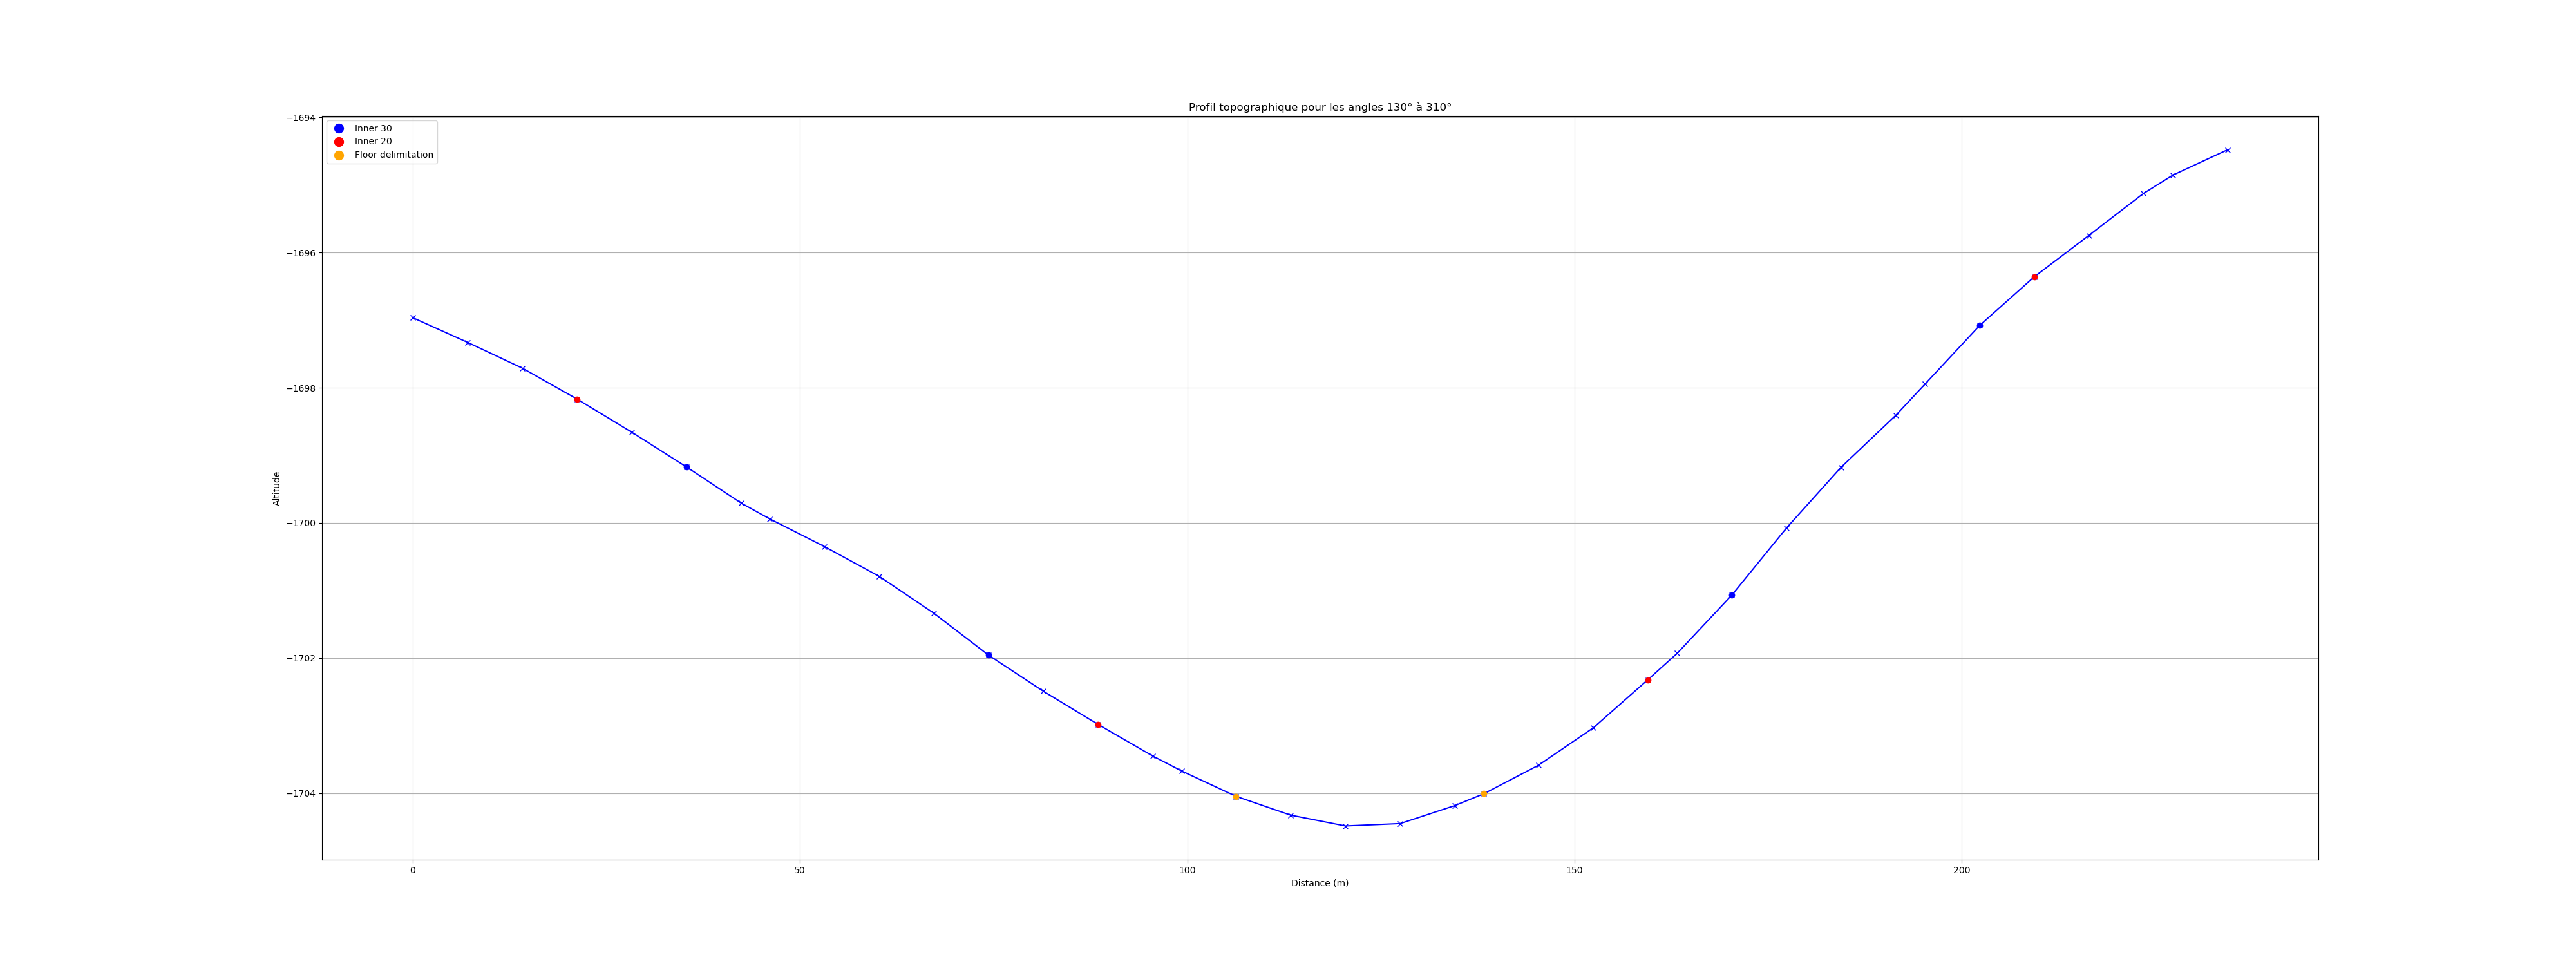 Profil topographique pour les angles 130° à 310°
Inner 30
Inner 20
Floor delimitation
Altitude
−1694
−1696
−1698
−1700
−1702
−1704
0
50
100
150
200
Distance (m)